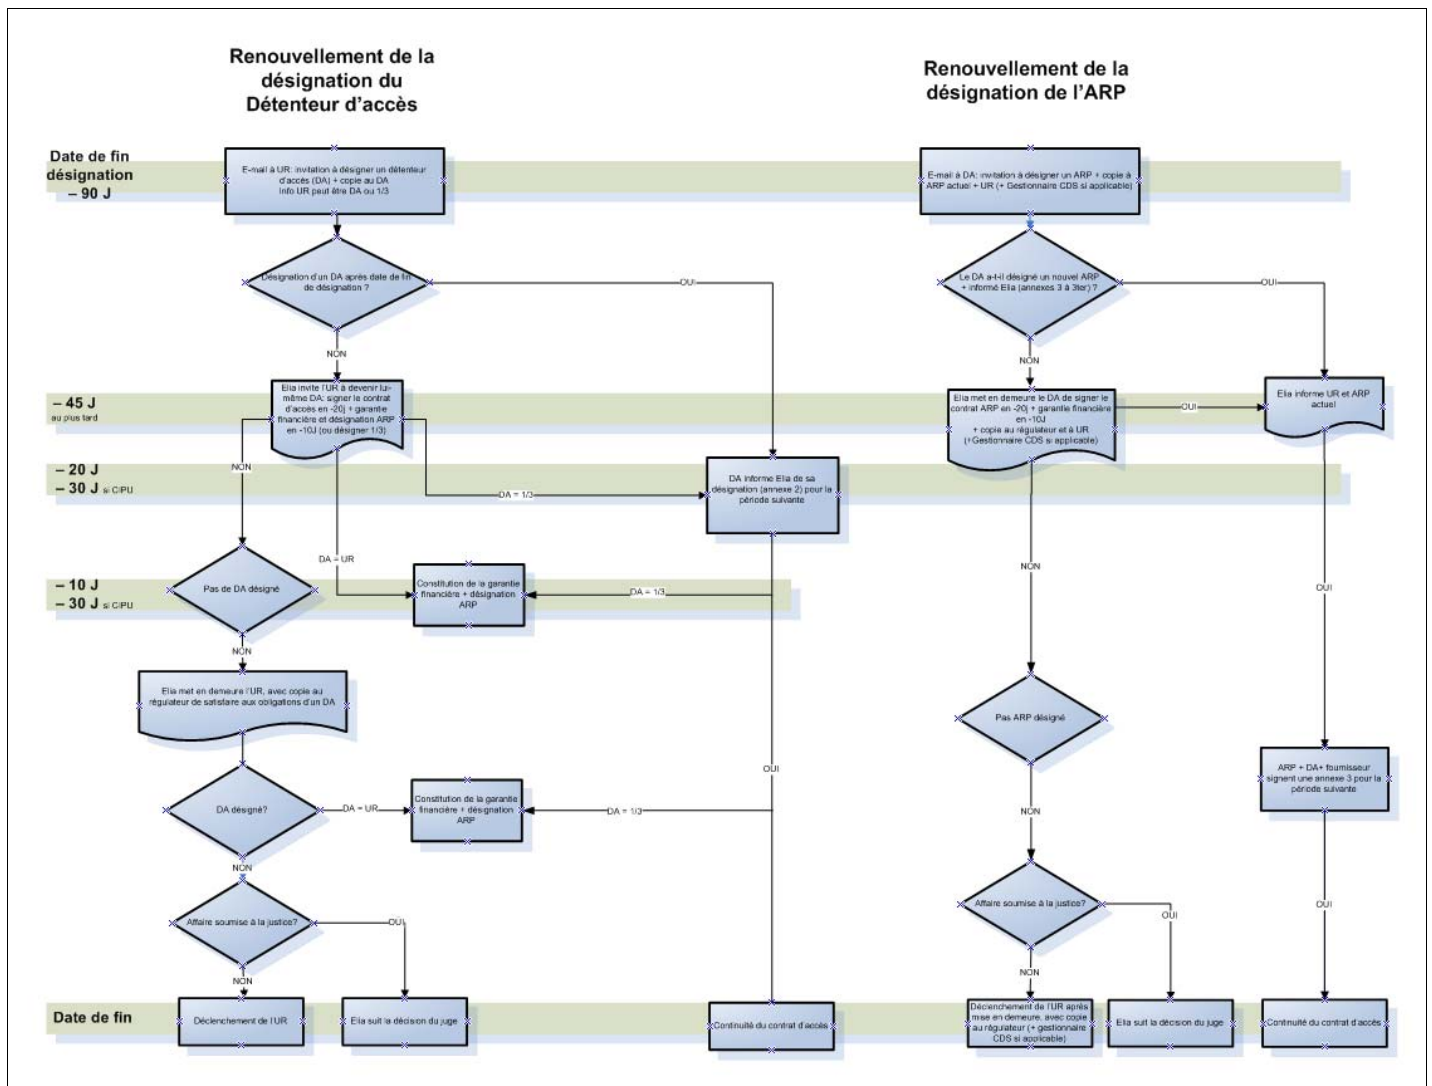 Renouvellement de la
désignation du
Détenteur d'accès
Renouvellement de la
désignation de l'ARP
Date de fin
désignation
– 90 J
E-mail à UR: invitation à désigner un détenteur
d'accès (DA) + copie au DA
Info UR peut être DA ou 1/3
E-mail à DA: invitation à désigner un ARP + copie à
ARP actuel + UR (+ Gestionnaire CDS si applicable)
Désignation d'un DA après date de fin
de désignation ?
OUI
Le DA a-t-il désigné un nouvel ARP
+ informé Elia (annexes 3 à 3ter) ?
OUI
NON
NON
– 45 J
au plus tard
Elia invite l'UR à devenir lui-
même DA: signer le contrat
d'accès en -20j + garantie
financière et désignation ARP
en -10J (ou désigner 1/3)
Elia met en demeure le DA de signer le
contrat ARP en -20j + garantie financière
en -10J
+ copie au régulateur et à UR
(+Gestionnaire CDS si applicable)
OUI
Elia informe UR et ARP
actuel
– 20 J
– 30 J si CIPU
NON
DA = 1/3
DA informe Elia de sa
désignation (annexe 2) pour la
période suivante
DA = UR
NON
– 10 J
– 30 J si CIPU
Pas de DA désigné
Constitution de la garantie
financière + désignation
ARP
DA = 1/3
OUI
NON
Elia met en demeure l'UR, avec copie au
régulateur de satisfaire aux obligations d'un DA
Pas ARP désigné
OUI
ARP + DA+ fournisseur
signent une annexe 3 pour la
période suivante
DA désigné?
DA = UR
Constitution de la garantie
financière + désignation
ARP
DA = 1/3
NON
NON
Affaire soumise à la justice?
OUI
Affaire soumise à la justice?
OUI
OUI
NON
NON
Date de fin
Déclenchement de l'UR
Elia suit la décision du juge
Continuité du contrat d'accès
Déclenchement de l'UR après
mise en demeure, avec copie
au régulateur (+ gestionnaire
CDS si applicable)
Elia suit la décision du juge
Continuité du contrat d'accès